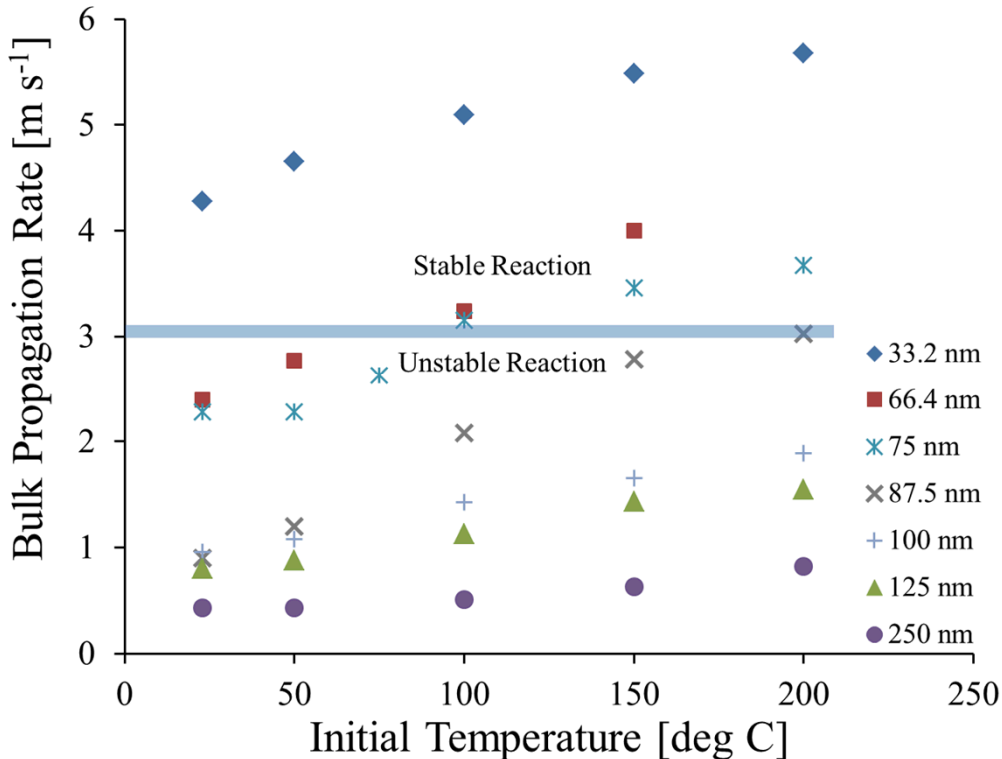 6
5
4
3
2
1
0
Bulk Propagation Rate [m s⁻¹]
Stable Reaction
Unstable Reaction
33.2 nm
66.4 nm
75 nm
87.5 nm
100 nm
125 nm
250 nm
0 50 100 150 200 250
Initial Temperature [deg C]